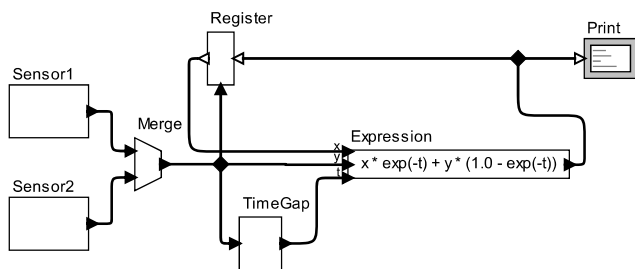 Register
Print
Sensor1
Merge
Expression
x
y
t
x * exp(-t) + y * (1.0 - exp(-t))
Sensor2
TimeGap